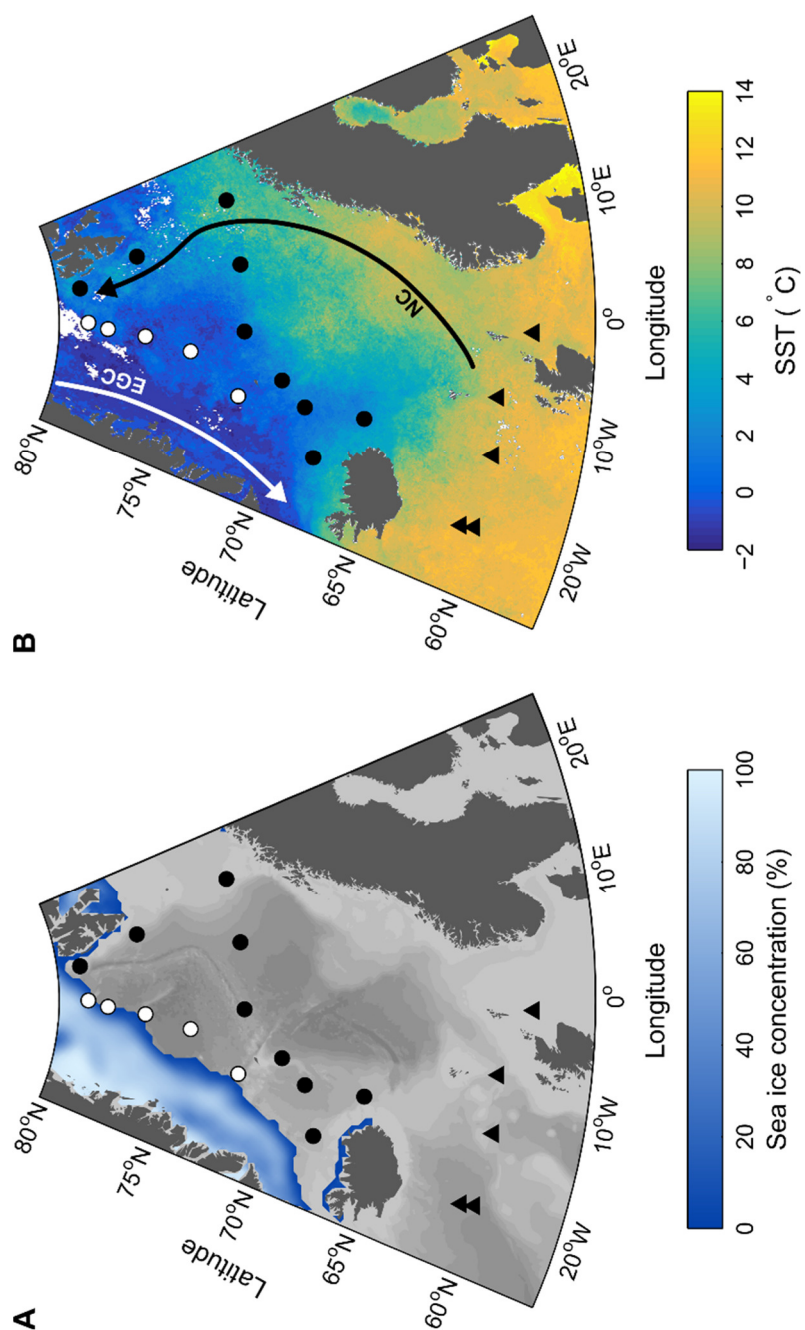 A
80°N
75°N
70°N
65°N
60°N
Latitude
20°W
10°W
0°
10°E
20°E
Longitude
0 20 40 60 80 100
Sea ice concentration (%)
B
80°N
75°N
70°N
65°N
60°N
Latitude
EGC
NC
20°W
10°W
0°
10°E
20°E
Longitude
−2 0 2 4 6 8 10 12 14
SST (°C)